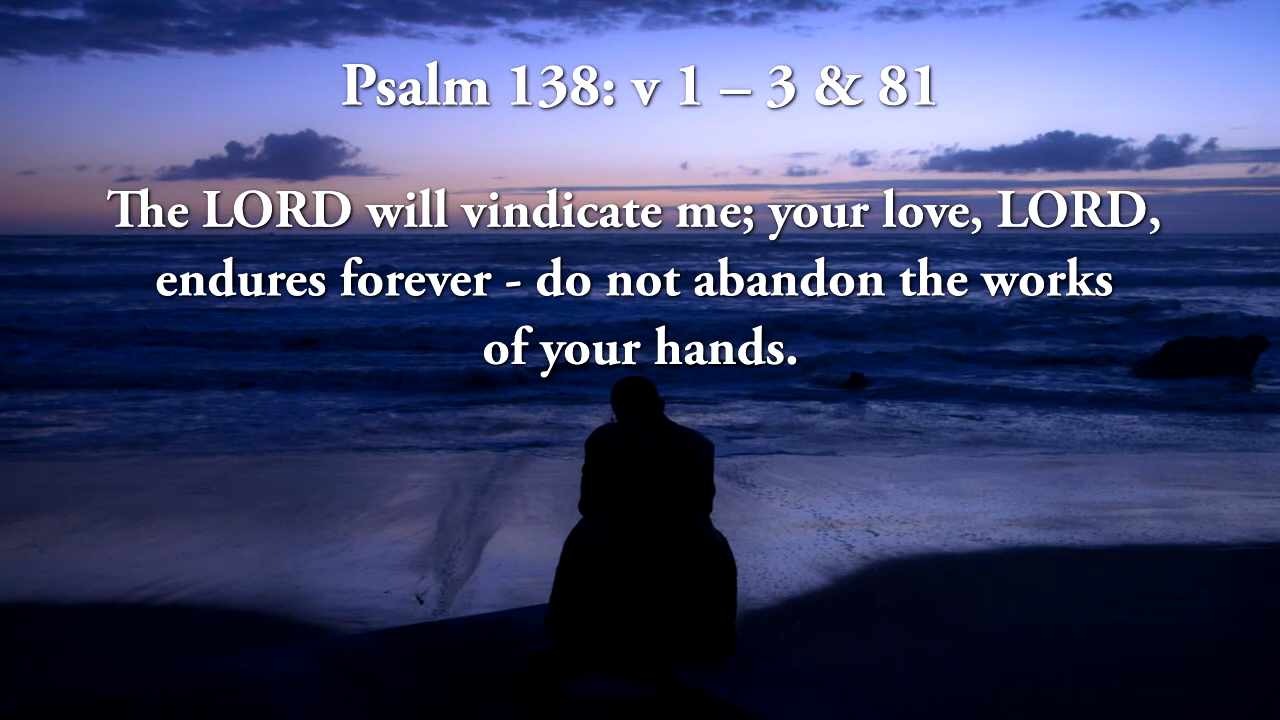 Psalm 138: v 1 – 3 & 81
The LORD will vindicate me; your love, LORD,
endures forever - do not abandon the works
of your hands.